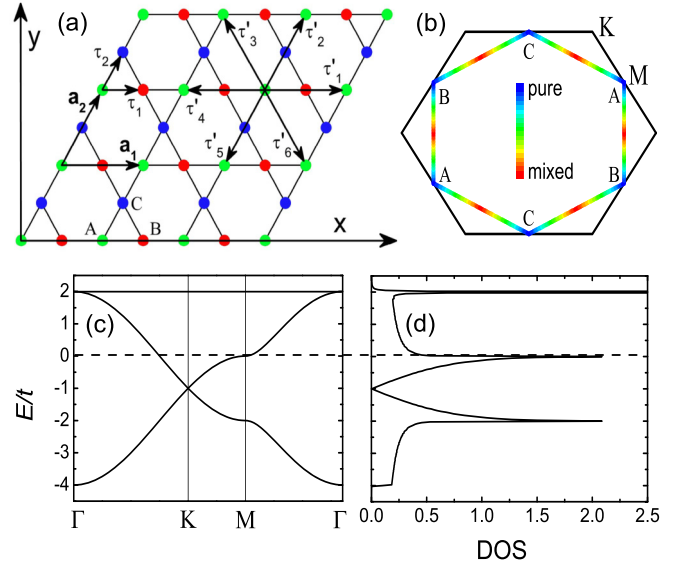 (a)
y
τ'₃
τ'₂
τ₂
τ'₁
a₂
τ₁
τ'₄
a₁
τ'₅
τ'₆
C
x
A
B
(b)
K
C
M
B
pure
A
A
mixed
B
C
(c)
(d)
2
1
0
-1
-2
-3
-4
E/t
Γ
K
M
Γ
0.0
0.5
1.0
1.5
2.0
2.5
DOS